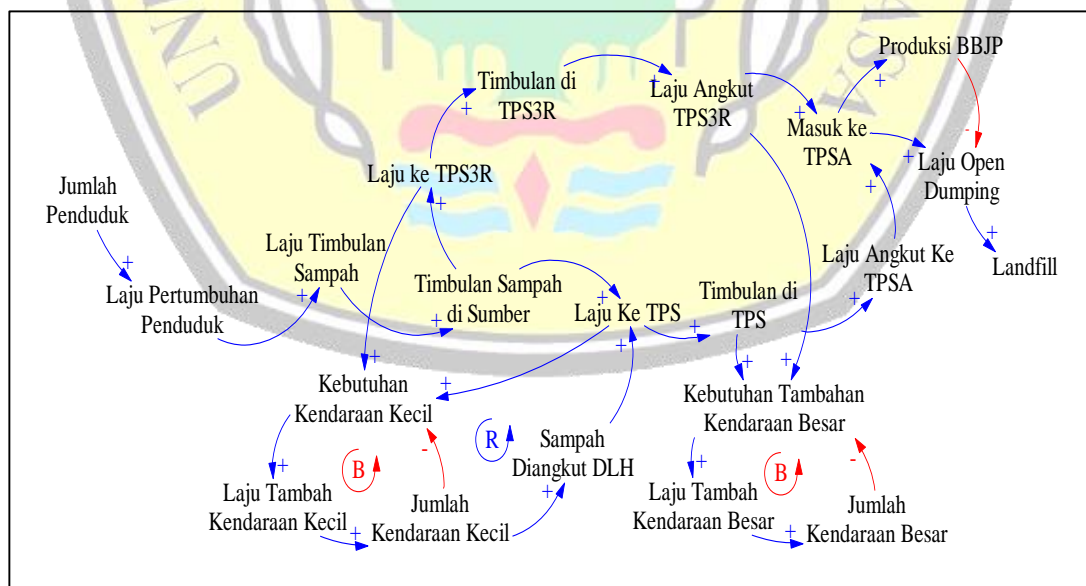 UN
ASA
Produksi BBJP
Timbulan di
TPS3R
Laju Angkut
TPS3R
Masuk ke
TPSA
Laju Open
Dumping
Landfill
Laju ke TPS3R
Jumlah
Penduduk
Laju Pertumbuhan
Penduduk
Laju Timbulan
Sampah
Timbulan Sampah
di Sumber
Laju Ke TPS
Timbulan di
TPS
Laju Angkut Ke
TPSA
Kebutuhan
Kendaraan Kecil
Kebutuhan Tambahan
Kendaraan Besar
B
R
Sampah
Diangkut DLH
B
Laju Tambah
Kendaraan Kecil
Jumlah
Kendaraan Kecil
Laju Tambah
Kendaraan Besar
Jumlah
Kendaraan Besar